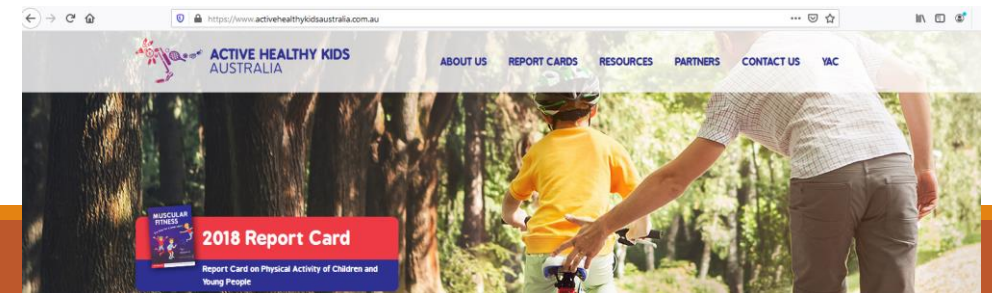 https://www.activehealthykidsaustralia.com.au
ACTIVE HEALTHY KIDS
AUSTRALIA
ABOUT US REPORT CARDS RESOURCES PARTNERS CONTACT US YAC
MUSCULAR
FITNESS
2018 Report Card
Report Card on Physical Activity of Children and
Young People